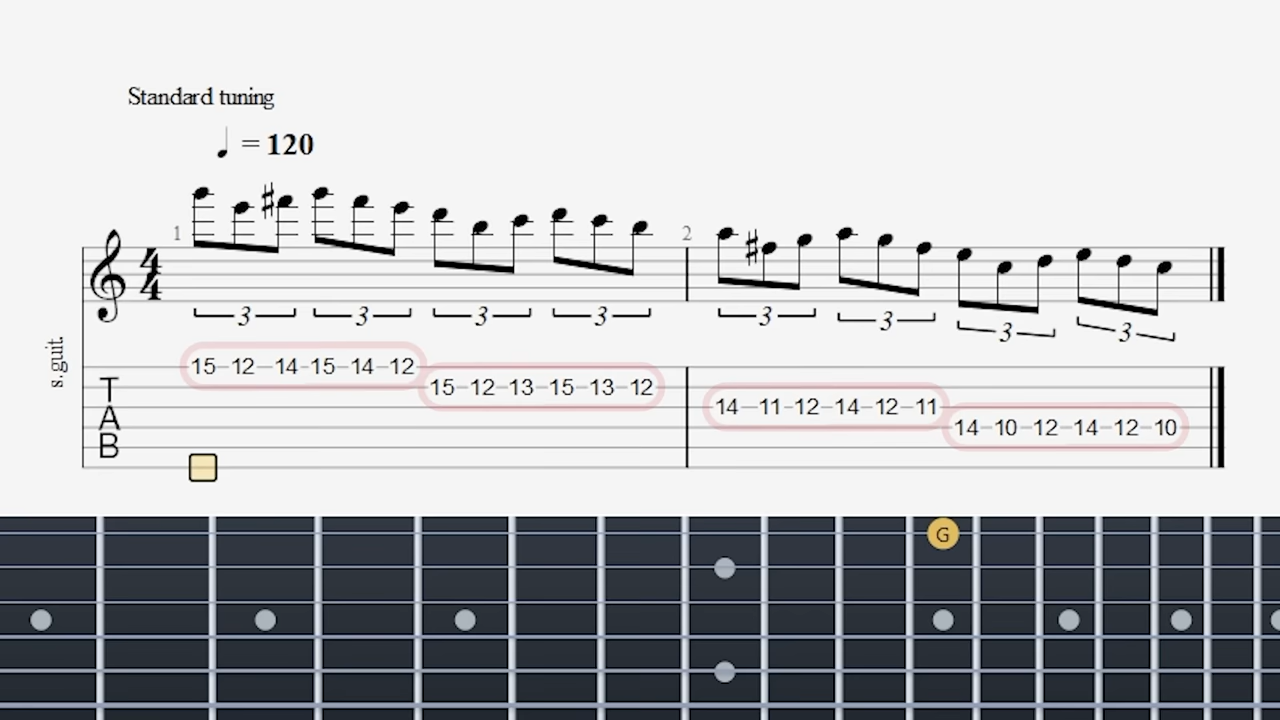 Standard tuning
♩ = 120
1
2
4
4
3 3 3 3 3 3 3 3
s.guit.
T
A
B
15 12 14 15 14 12
15 12 13 15 13 12
14 11 12 14 12 11
14 10 12 14 12 10
G